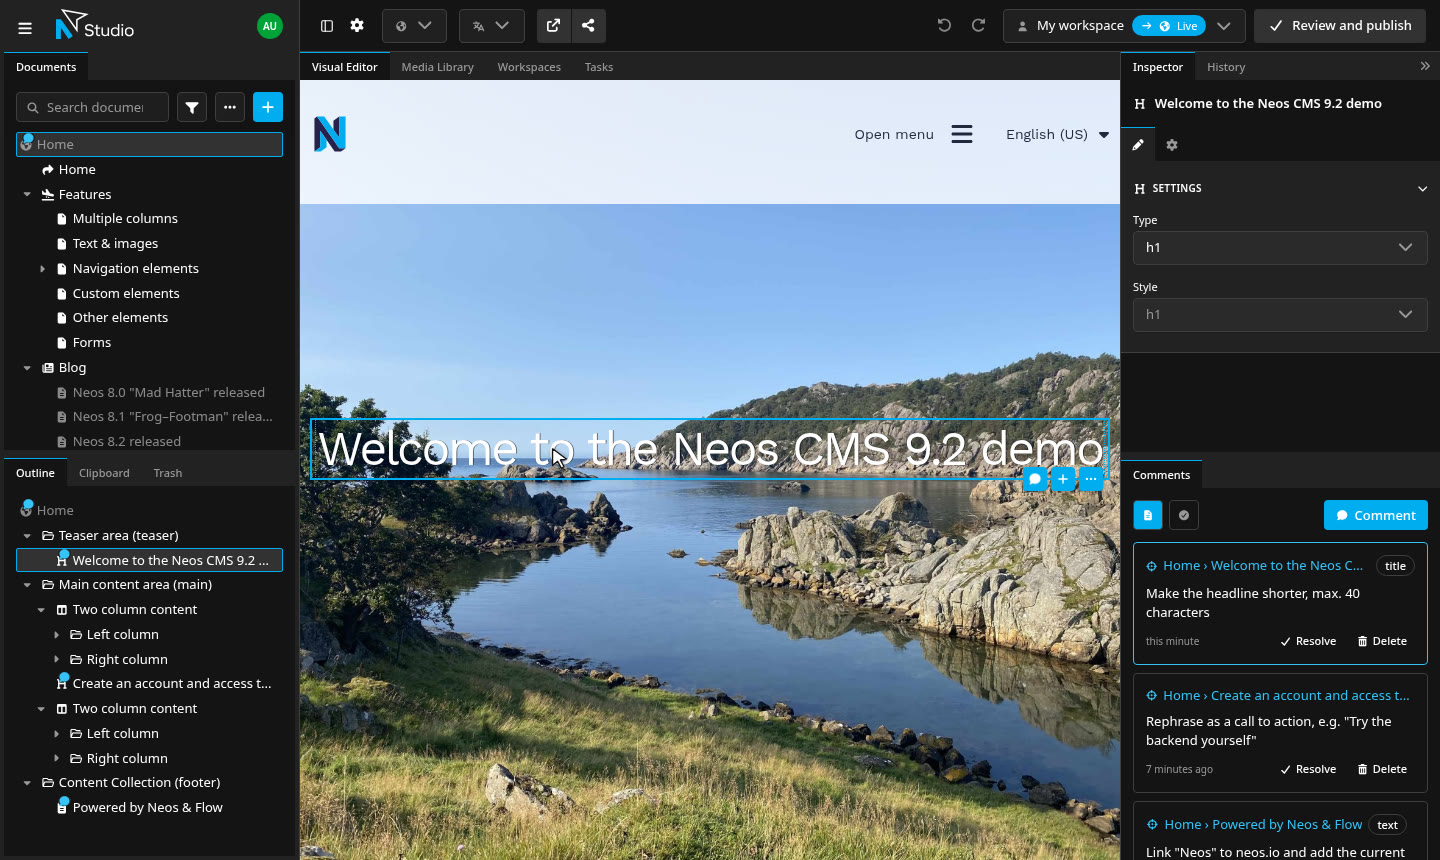 Studio
AU
My workspace
Live
Review and publish
Documents
Search documer
Home
Home
Features
Multiple columns
Text & images
Navigation elements
Custom elements
Other elements
Forms
Blog
Neos 8.0 "Mad Hatter" released
Neos 8.1 "Frog–Footman" relea...
Neos 8.2 released
Outline
Clipboard
Trash
Home
Teaser area (teaser)
Welcome to the Neos CMS 9.2 ...
Main content area (main)
Two column content
Left column
Right column
Create an account and access t...
Two column content
Left column
Right column
Content Collection (footer)
Powered by Neos & Flow
Visual Editor
Media Library
Workspaces
Tasks
Open menu
English (US)
Welcome to the Neos CMS 9.2 demo
Inspector
History
Welcome to the Neos CMS 9.2 demo
SETTINGS
Type
h1
Style
h1
Comments
Comment
Home › Welcome to the Neos C...
title
Make the headline shorter, max. 40
characters
this minute
Resolve
Delete
Home › Create an account and access t...
Rephrase as a call to action, e.g. "Try the
backend yourself"
7 minutes ago
Resolve
Delete
Home › Powered by Neos & Flow
text
Link "Neos" to neos.io and add the current